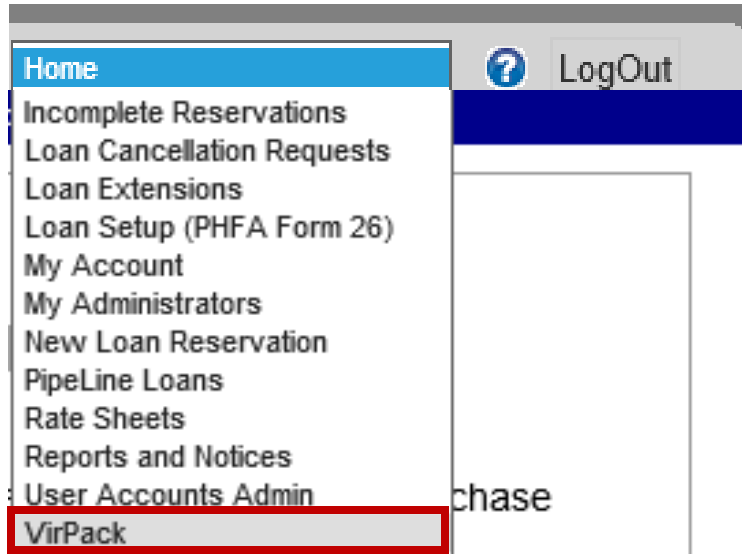 Home
LogOut
Incomplete Reservations
Loan Cancellation Requests
Loan Extensions
Loan Setup (PHFA Form 26)
My Account
My Administrators
New Loan Reservation
PipeLine Loans
Rate Sheets
Reports and Notices
User Accounts Admin
chase
VirPack